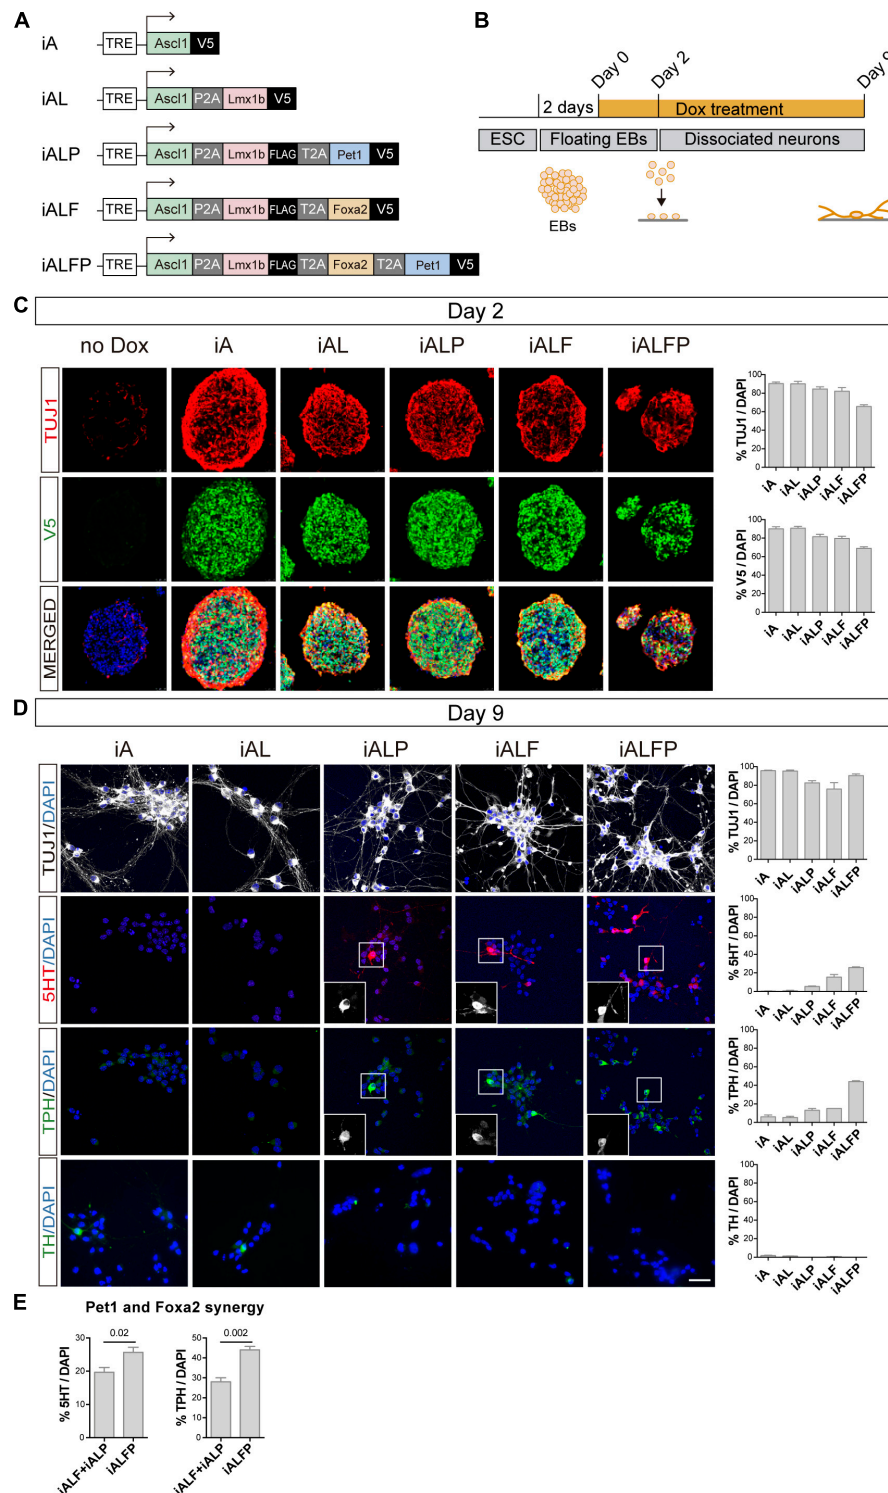 A
iA TRE Ascl1 V5
iAL TRE Ascl1 P2A Lmx1b V5
iALP TRE Ascl1 P2A Lmx1b FLAG T2A Pet1 V5
iALF TRE Ascl1 P2A Lmx1b FLAG T2A Foxa2 V5
iALFP TRE Ascl1 P2A Lmx1b FLAG T2A Foxa2 T2A Pet1 V5
B
Day 0 Day 2 Day 9
2 days Dox treatment
ESC Floating EBs Dissociated neurons
EBs
C
Day 2
no Dox iA iAL iALP iALF iALFP
TUJ1
V5
MERGED
% TUJ1 / DAPI
100
80
60
40
20
0
iA iAL iALP iALF iALFP
% V5 / DAPI
100
80
60
40
20
0
iA iAL iALP iALF iALFP
D
Day 9
iA iAL iALP iALF iALFP
TUJ1/DAPI
5HT/DAPI
TPH/DAPI
TH/DAPI
% TUJ1 / DAPI
100
80
60
40
20
0
iA iAL iALP iALF iALFP
% 5HT / DAPI
100
80
60
40
20
0
iA iAL iALP iALF iALFP
% TPH / DAPI
100
80
60
40
20
0
iA iAL iALP iALF iALFP
% TH / DAPI
100
80
60
40
20
0
iA iAL iALP iALF iALFP
E
Pet1 and Foxa2 synergy
% 5HT / DAPI
30
20
10
0
0.02
iALF+iALP iALFP
% TPH / DAPI
50
40
30
20
10
0
0.002
iALF+iALP iALFP